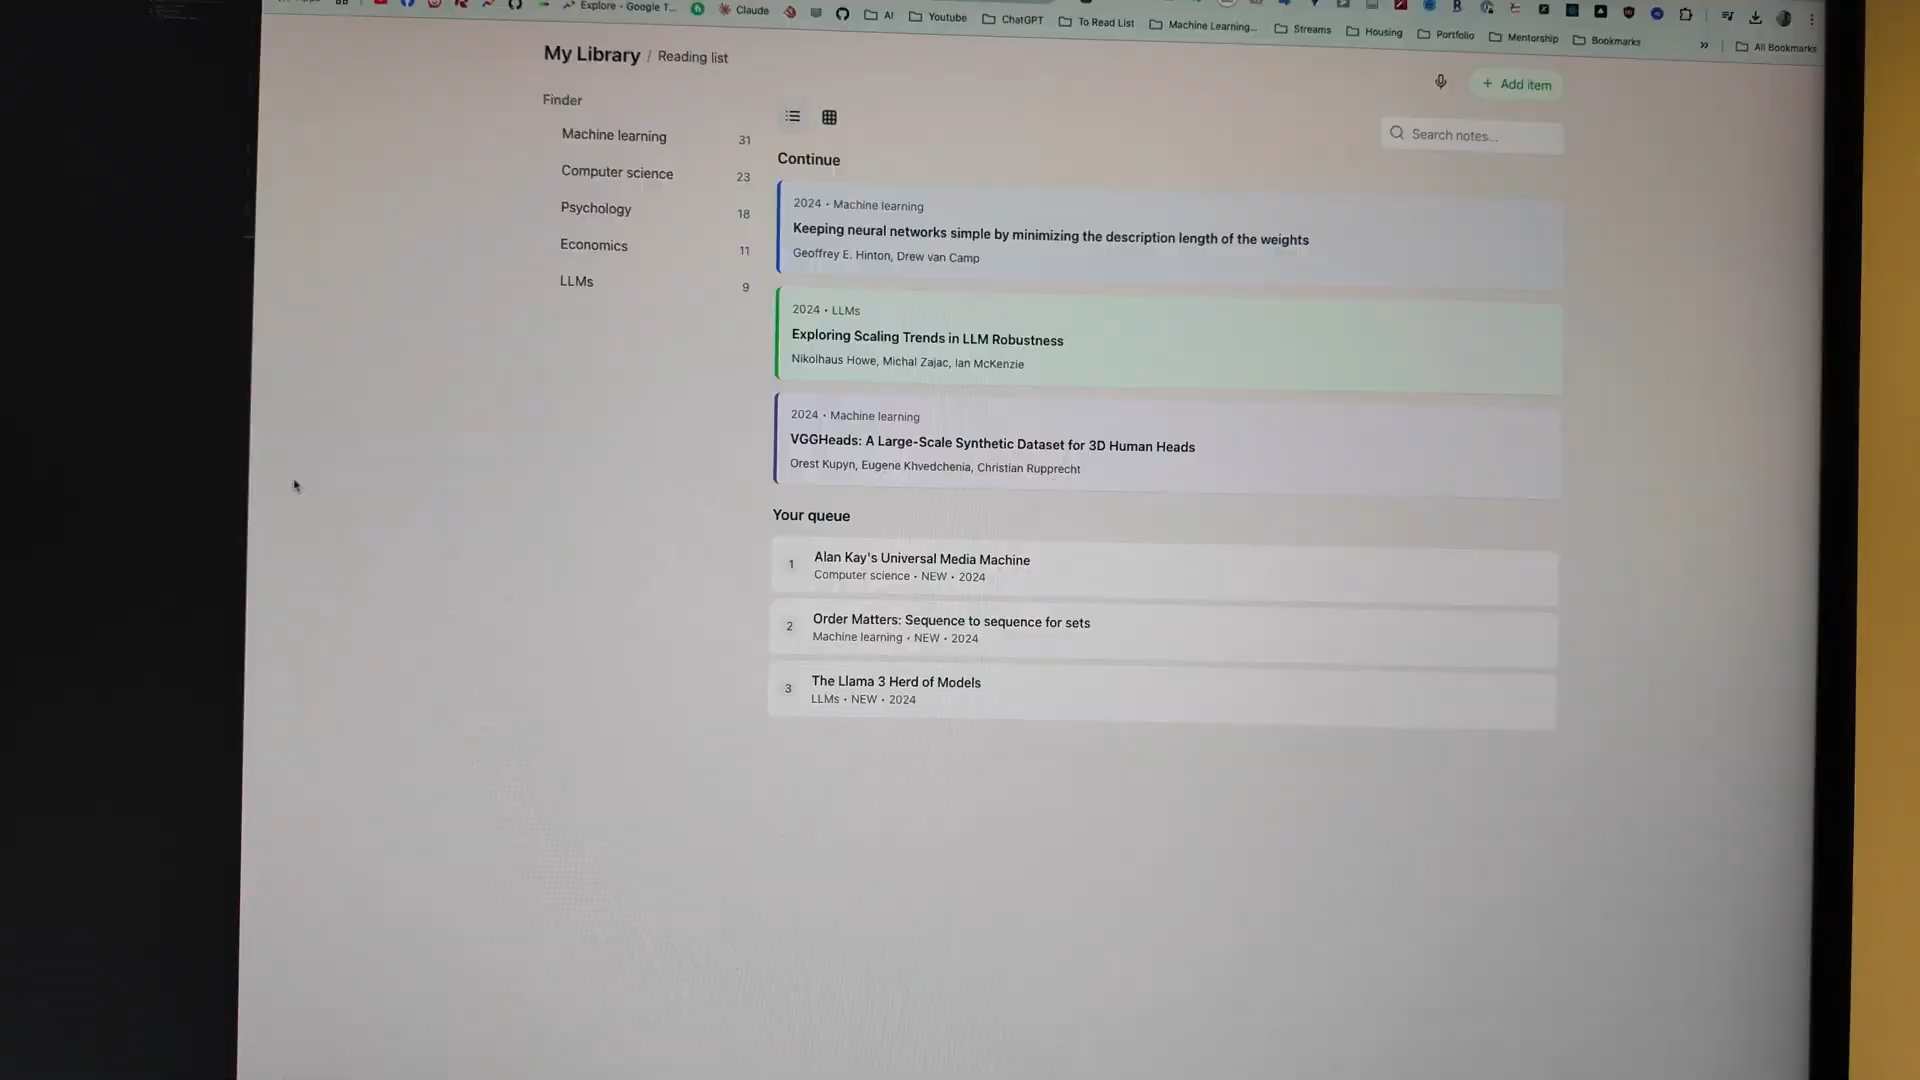 Explore - Google T...
Claude
AI
Youtube
ChatGPT
To Read List
Machine Learning...
Streams
Housing
Portfolio
Mentorship
Bookmarks
»
All Bookmarks
My Library / Reading list
+ Add item
Finder
Machine learning 31
Computer science 23
Psychology 18
Economics 11
LLMs 9
Search notes...
Continue
2024 • Machine learning
Keeping neural networks simple by minimizing the description length of the weights
Geoffrey E. Hinton, Drew van Camp
2024 • LLMs
Exploring Scaling Trends in LLM Robustness
Nikolhaus Howe, Michal Zajac, Ian McKenzie
2024 • Machine learning
VGGHeads: A Large-Scale Synthetic Dataset for 3D Human Heads
Orest Kupyn, Eugene Khvedchenia, Christian Rupprecht
Your queue
1
Alan Kay's Universal Media Machine
Computer science • NEW • 2024
2
Order Matters: Sequence to sequence for sets
Machine learning • NEW • 2024
3
The Llama 3 Herd of Models
LLMs • NEW • 2024